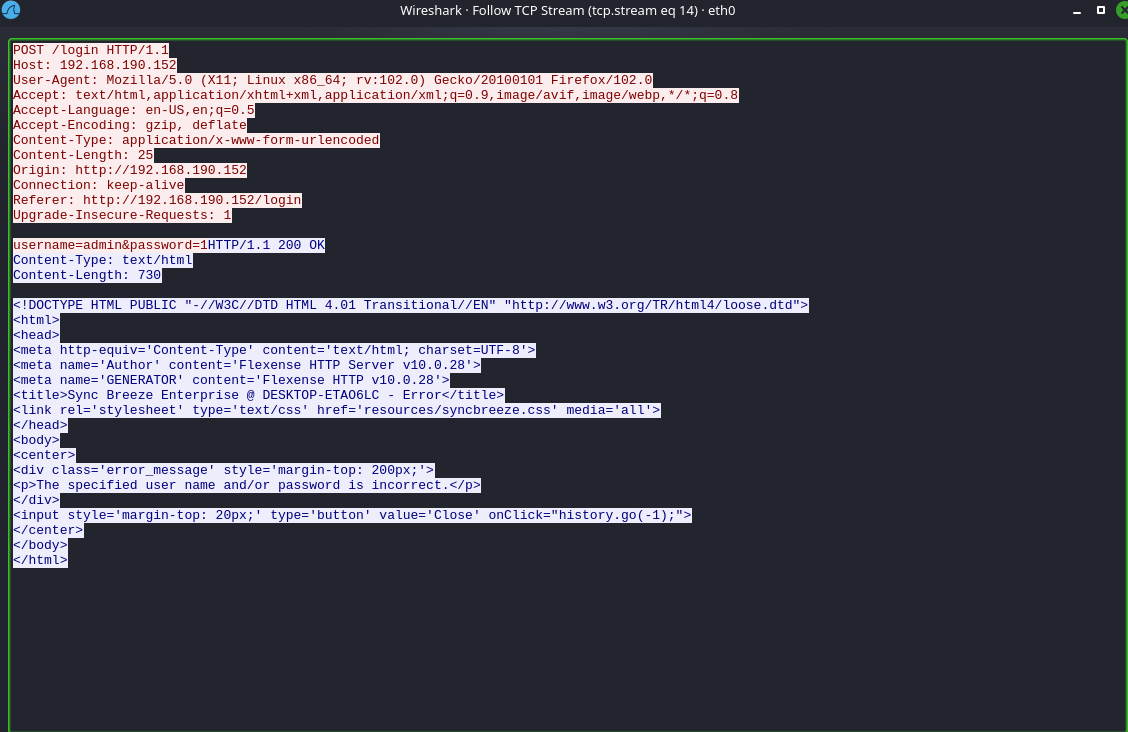 Wireshark · Follow TCP Stream (tcp.stream eq 14) · eth0
POST /login HTTP/1.1
Host: 192.168.190.152
User-Agent: Mozilla/5.0 (X11; Linux x86_64; rv:102.0) Gecko/20100101 Firefox/102.0
Accept: text/html,application/xhtml+xml,application/xml;q=0.9,image/avif,image/webp,*/*;q=0.8
Accept-Language: en-US,en;q=0.5
Accept-Encoding: gzip, deflate
Content-Type: application/x-www-form-urlencoded
Content-Length: 25
Origin: http://192.168.190.152
Connection: keep-alive
Referer: http://192.168.190.152/login
Upgrade-Insecure-Requests: 1
username=admin&password=1HTTP/1.1 200 OK
Content-Type: text/html
Content-Length: 730
<!DOCTYPE HTML PUBLIC "-//W3C//DTD HTML 4.01 Transitional//EN" "http://www.w3.org/TR/html4/loose.dtd">
<html>
<head>
<meta http-equiv='Content-Type' content='text/html; charset=UTF-8'>
<meta name='Author' content='Flexense HTTP Server v10.0.28'>
<meta name='GENERATOR' content='Flexense HTTP v10.0.28'>
<title>Sync Breeze Enterprise @ DESKTOP-ETAO6LC - Error</title>
<link rel='stylesheet' type='text/css' href='resources/syncbreeze.css' media='all'>
</head>
<body>
<center>
<div class='error_message' style='margin-top: 200px;'>
<p>The specified user name and/or password is incorrect.</p>
</div>
<input style='margin-top: 20px;' type='button' value='Close' onClick="history.go(-1);">
</center>
</body>
</html>